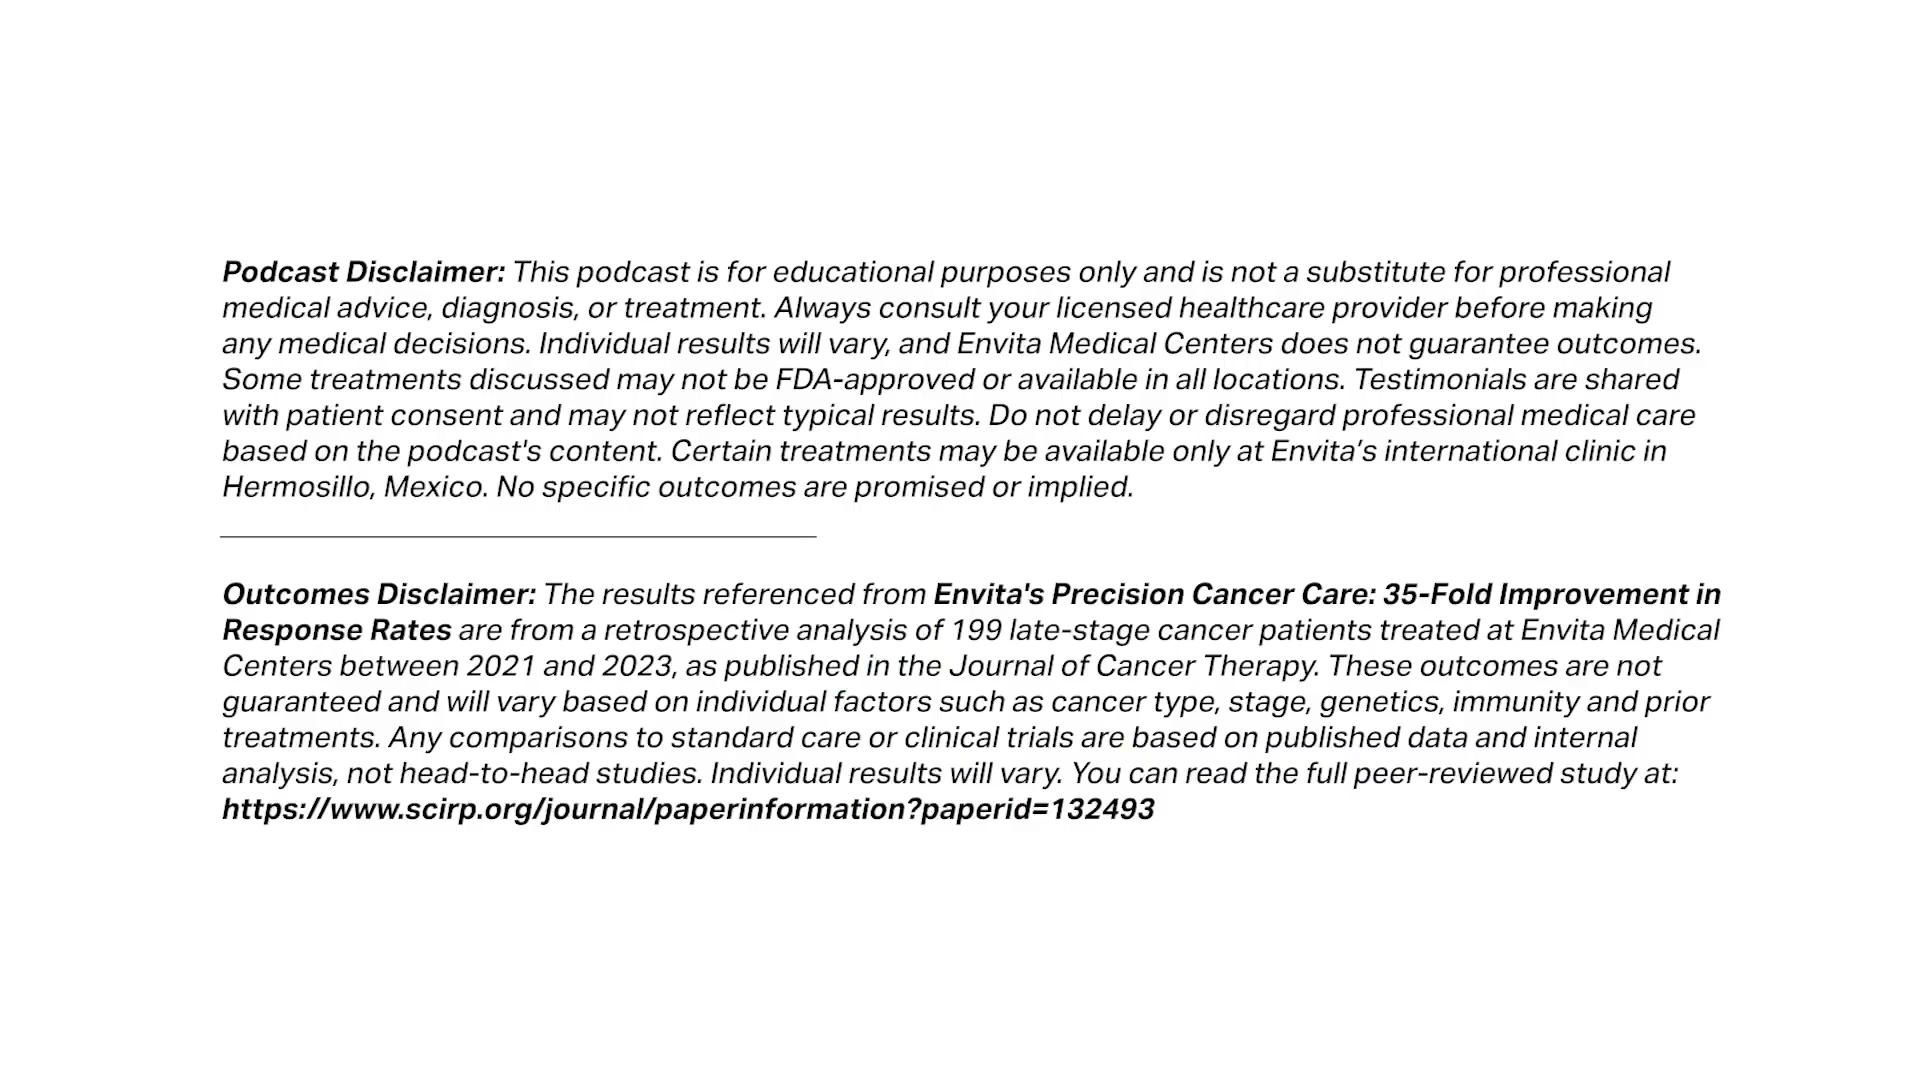 Podcast Disclaimer: This podcast is for educational purposes only and is not a substitute for professional
medical advice, diagnosis, or treatment. Always consult your licensed healthcare provider before making
any medical decisions. Individual results will vary, and Envita Medical Centers does not guarantee outcomes.
Some treatments discussed may not be FDA-approved or available in all locations. Testimonials are shared
with patient consent and may not reflect typical results. Do not delay or disregard professional medical care
based on the podcast's content. Certain treatments may be available only at Envita’s international clinic in
Hermosillo, Mexico. No specific outcomes are promised or implied.
Outcomes Disclaimer: The results referenced from Envita's Precision Cancer Care: 35-Fold Improvement in
Response Rates are from a retrospective analysis of 199 late-stage cancer patients treated at Envita Medical
Centers between 2021 and 2023, as published in the Journal of Cancer Therapy. These outcomes are not
guaranteed and will vary based on individual factors such as cancer type, stage, genetics, immunity and prior
treatments. Any comparisons to standard care or clinical trials are based on published data and internal
analysis, not head-to-head studies. Individual results will vary. You can read the full peer-reviewed study at:
https://www.scirp.org/journal/paperinformation?paperid=132493